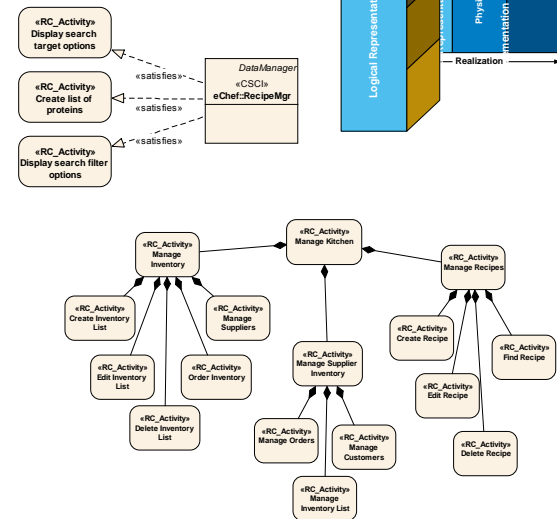 «RC_Activity»
Display search
target options
«RC_Activity»
Create list of
proteins
«RC_Activity»
Display search filter
options
«satisfies»
«satisfies»
«satisfies»
DataManager
«CSCI»
eChef::RecipeMgr
Logical Representat
Physi
mentation
Realization
«RC_Activity»
Manage Kitchen
«RC_Activity»
Manage
Inventory
«RC_Activity»
Manage Recipes
«RC_Activity»
Create Inventory
List
«RC_Activity»
Manage
Suppliers
«RC_Activity»
Edit Inventory
List
«RC_Activity»
Order Inventory
«RC_Activity»
Delete Inventory
List
«RC_Activity»
Manage Supplier
Inventory
«RC_Activity»
Manage Orders
«RC_Activity»
Manage
Customers
«RC_Activity»
Manage
Inventory List
«RC_Activity»
Create Recipe
«RC_Activity»
Find Recipe
«RC_Activity»
Edit Recipe
«RC_Activity»
Delete Recipe